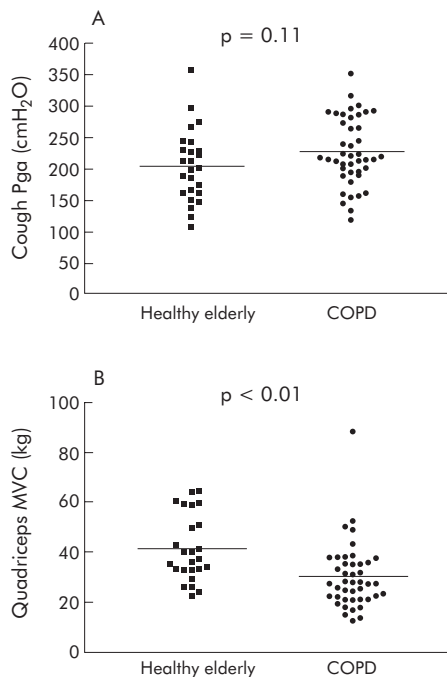 A
p = 0.11
Cough Pga (cmH₂O)
400
350
300
250
200
150
100
50
0
Healthy elderly COPD
B
p < 0.01
Quadriceps MVC (kg)
100
80
60
40
20
0
Healthy elderly COPD